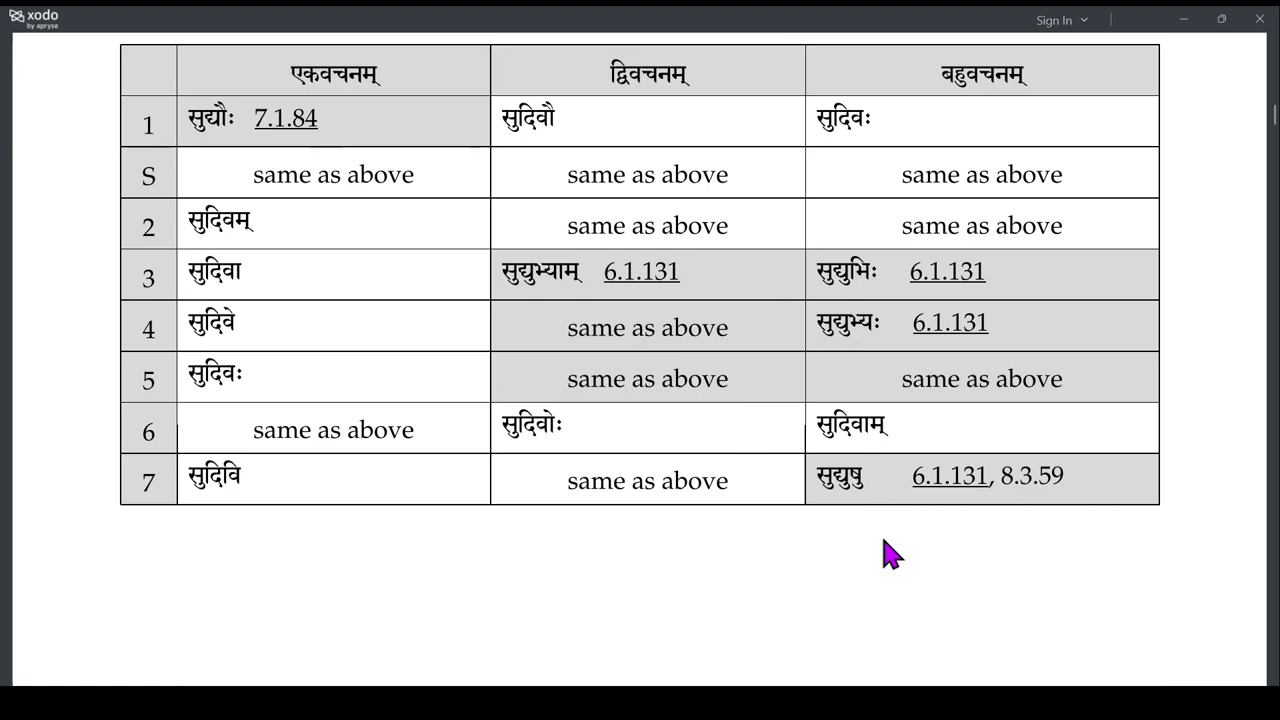 xodo
by apryse
Sign In
एकवचनम् द्विवचनम् बहुवचनम्
1 सुद्यौः 7.1.84 सुदिवौ सुदिवः
S same as above same as above same as above
2 सुदिवम् same as above same as above
3 सुदिवा सुद्युभ्याम् 6.1.131 सुद्युभिः 6.1.131
4 सुदिवे same as above सुद्युभ्यः 6.1.131
5 सुदिवः same as above same as above
6 same as above सुदिवोः सुदिवाम्
7 सुदिवि same as above सुद्युषु 6.1.131, 8.3.59